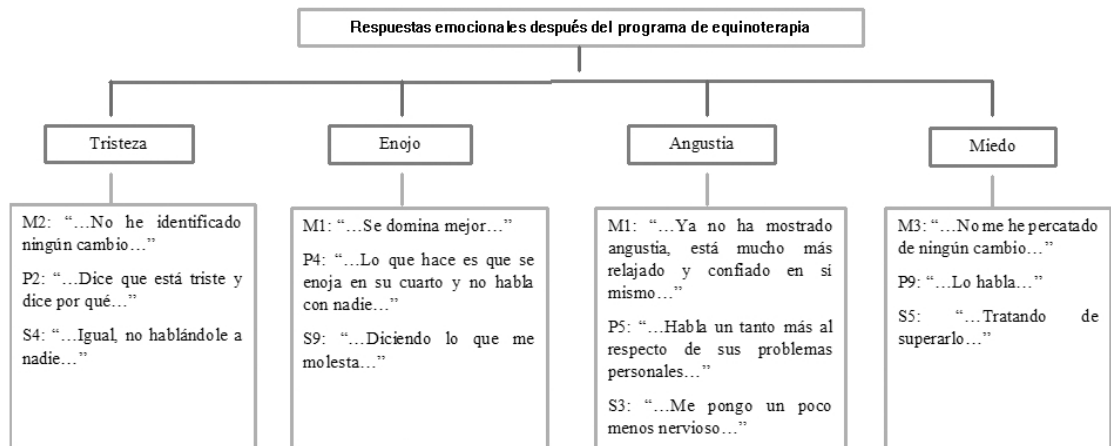 Respuestas emocionales después del programa de equinoterapia
Tristeza
Enojo
Angustia
Miedo
M2: “…No he identificado
ningún cambio…”
P2: “…Dice que está triste y
dice por qué…”
S4: “…Igual, no hablándole a
nadie…”
M1: “…Se domina mejor…”
P4: “…Lo que hace es que se
enoja en su cuarto y no habla
con nadie…”
S9: “…Diciendo lo que me
molesta…”
M1: “…Ya no ha mostrado
angustia, está mucho más
relajado y confiado en si
mismo…”
P5: “…Habla un tanto más al
respecto de sus problemas
personales…”
S3: “…Me pongo un poco
menos nervioso…”
M3: “…No me he percatado
de ningún cambio…”
P9: “…Lo habla…”
S5: “…Tratando de
superarlo…”